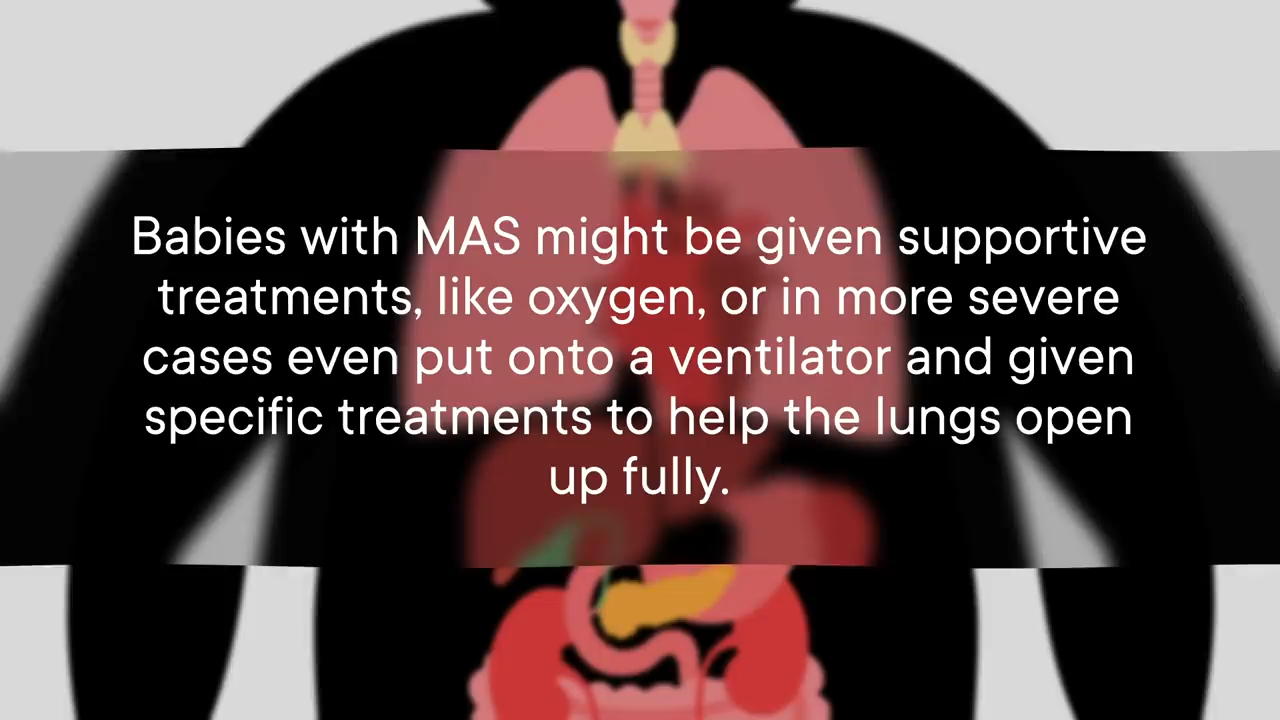 Babies with MAS might be given supportive
treatments, like oxygen, or in more severe
cases even put onto a ventilator and given
specific treatments to help the lungs open
up fully.